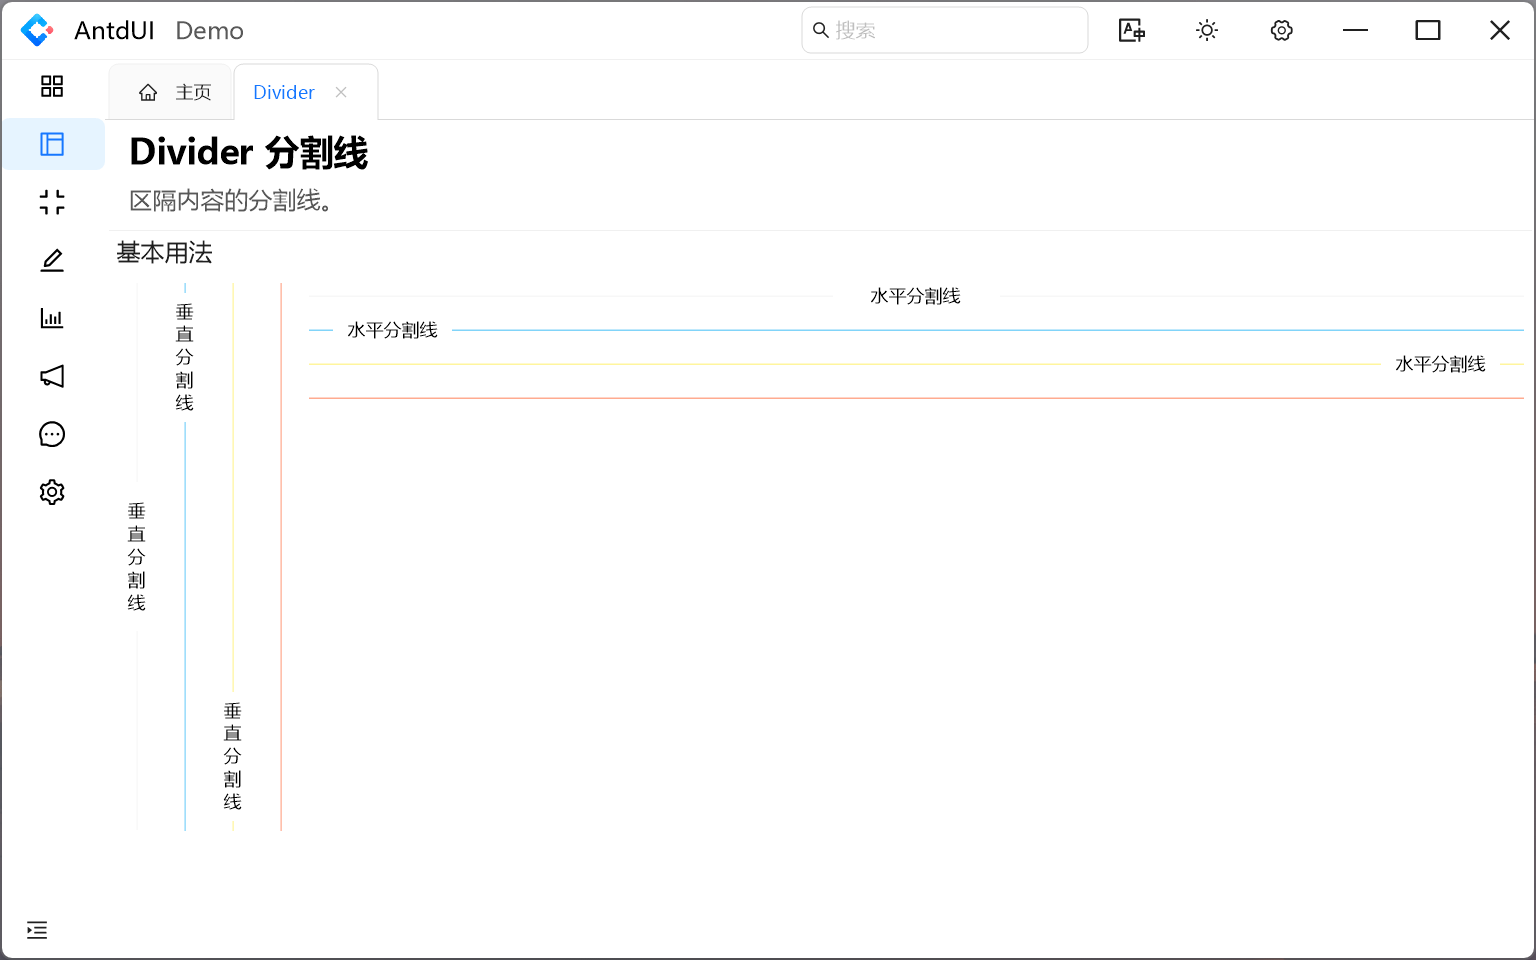 AntdUI Demo
搜索
主页
Divider
Divider 分割线
区隔内容的分割线。
基本用法
垂直分割线
垂直分割线
垂直分割线
水平分割线
水平分割线
水平分割线